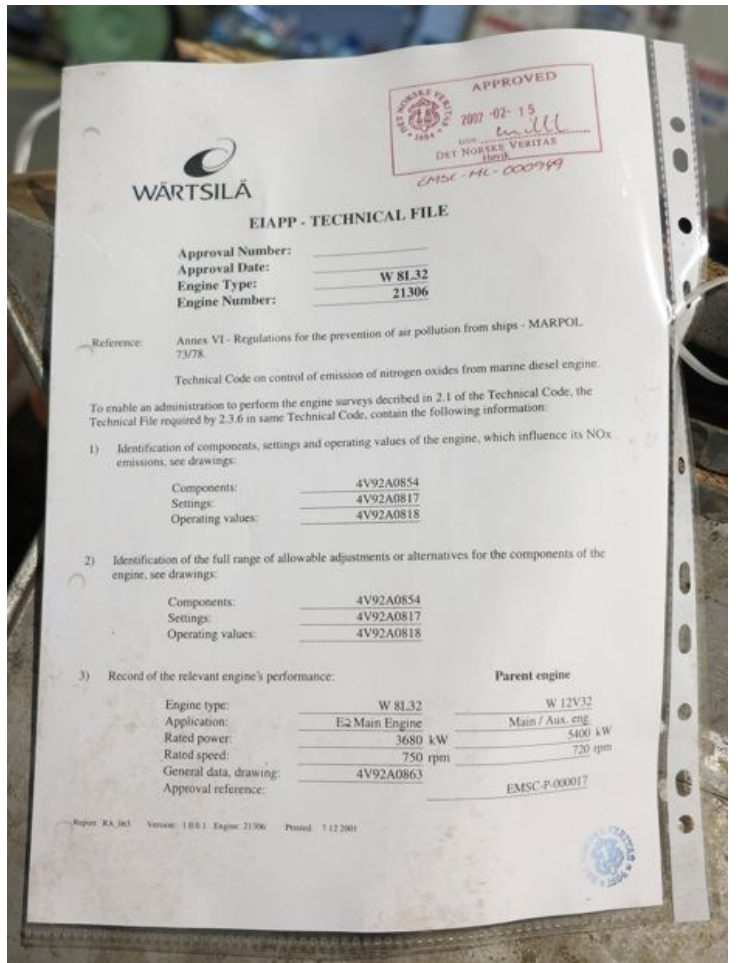 APPROVED
2002-02-15
DET NORSKE VERITAS
Høvik
EMSC-ML-000949
WÄRTSILÄ
EIAPP - TECHNICAL FILE
Approval Number:
Approval Date:
Engine Type: W 8L32
Engine Number: 21306
Reference: Annex VI - Regulations for the prevention of air pollution from ships - MARPOL
73/78.
Technical Code on control of emission of nitrogen oxides from marine diesel engine.
To enable an administration to perform the engine surveys decribed in 2.1 of the Technical Code, the
Technical File required by 2.3.6 in same Technical Code, contain the following information:
1) Identification of components, settings and operating values of the engine, which influence its NOx
emissions, see drawings:
Components: 4V92A0854
Settings: 4V92A0817
Operating values: 4V92A0818
2) Identification of the full range of allowable adjustments or alternatives for the components of the
engine, see drawings:
Components: 4V92A0854
Settings: 4V92A0817
Operating values: 4V92A0818
3) Record of the relevant engine's performance: Parent engine
Engine type: W 8L32 W 12V32
Application: E2 Main Engine Main / Aux. eng.
Rated power: 3680 kW 5400 kW
Rated speed: 750 rpm 720 rpm
General data, drawing: 4V92A0863
Approval reference: EMSC-P-000017
Report: RA_063 Version: 1.0.0.1 Engine: 21306 Printed: 7.12.2001